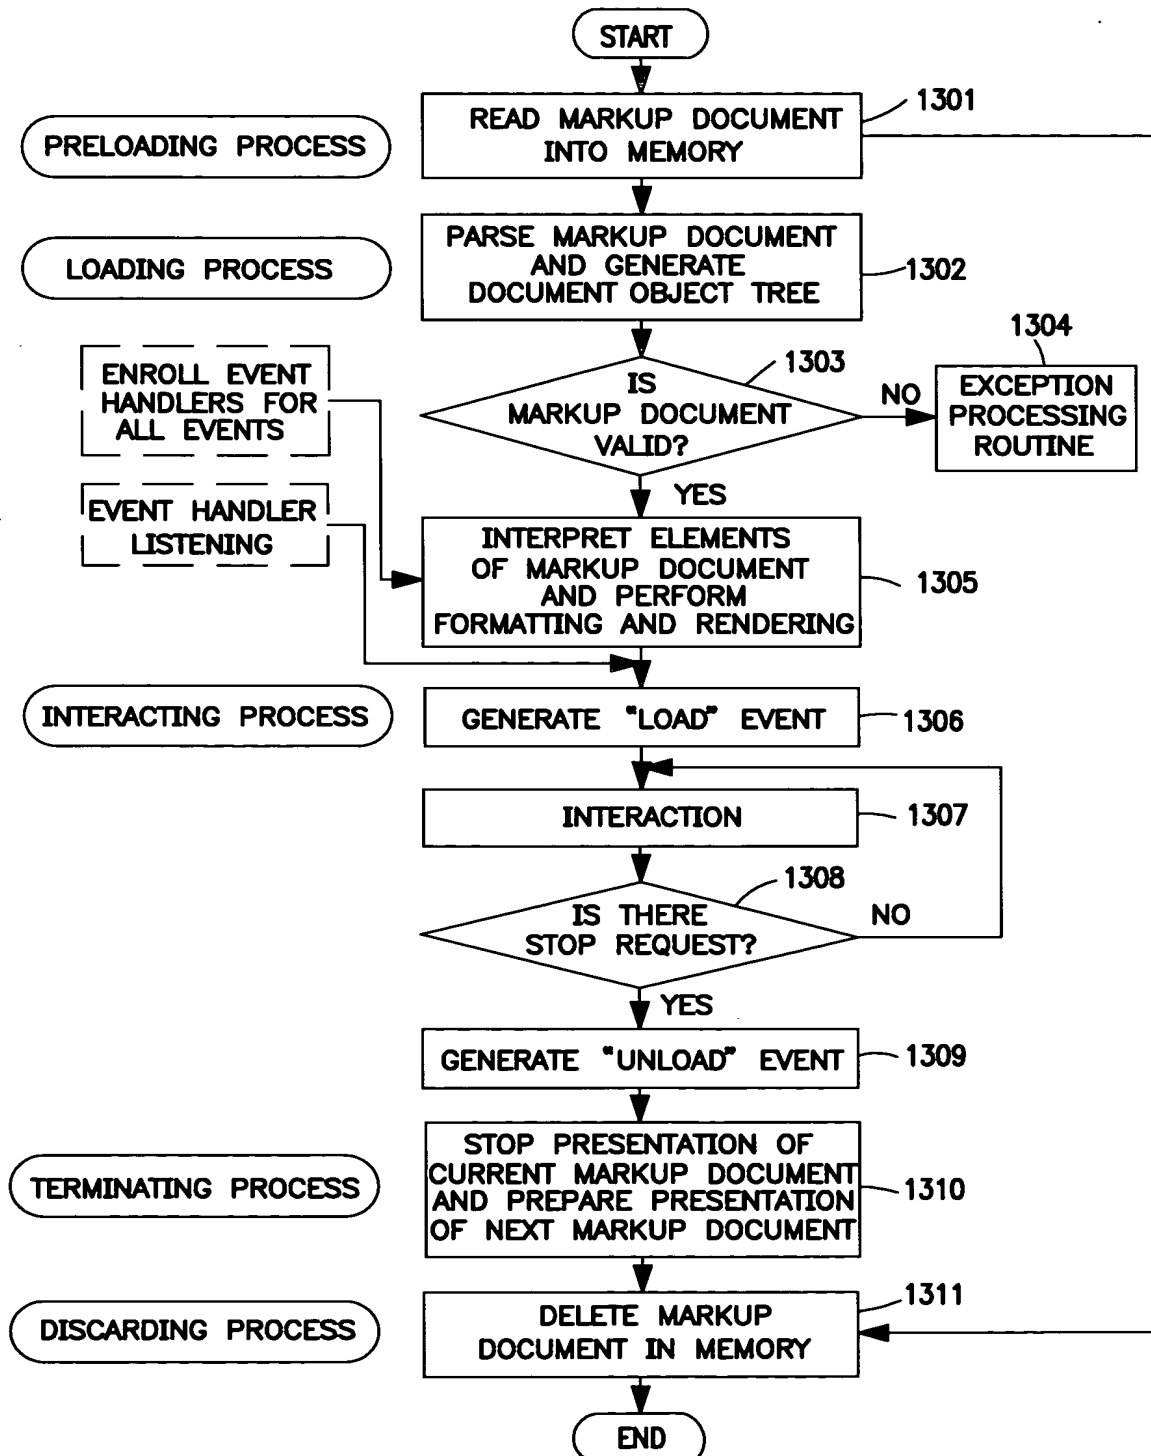 START
1301
READ MARKUP DOCUMENT
INTO MEMORY
PRELOADING PROCESS
PARSE MARKUP DOCUMENT
AND GENERATE
DOCUMENT OBJECT TREE
1302
LOADING PROCESS
1304
1303
ENROLL EVENT
HANDLERS FOR
ALL EVENTS
IS
MARKUP DOCUMENT
VALID?
NO
EXCEPTION
PROCESSING
ROUTINE
YES
EVENT HANDLER
LISTENING
INTERPRET ELEMENTS
OF MARKUP DOCUMENT
AND PERFORM
FORMATTING AND RENDERING
1305
INTERACTING PROCESS
GENERATE "LOAD" EVENT
1306
INTERACTION
1307
1308
IS THERE
STOP REQUEST?
NO
YES
GENERATE "UNLOAD" EVENT
1309
TERMINATING PROCESS
STOP PRESENTATION OF
CURRENT MARKUP DOCUMENT
AND PREPARE PRESENTATION
OF NEXT MARKUP DOCUMENT
1310
1311
DISCARDING PROCESS
DELETE MARKUP
DOCUMENT IN MEMORY
END